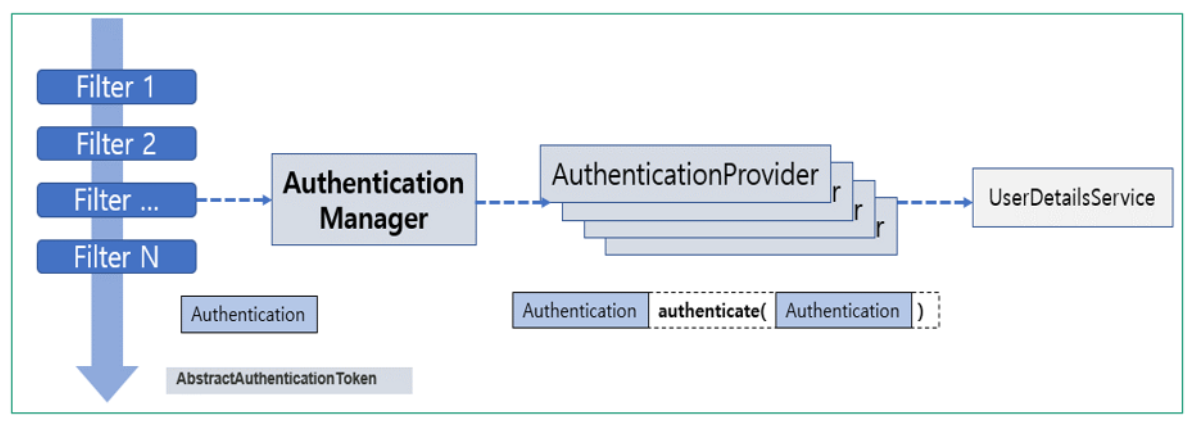 Filter 1
Filter 2
Filter ...
Filter N
Authentication
Manager
AuthenticationProvider
r
r
r
UserDetailsService
Authentication
Authentication authenticate( Authentication )
AbstractAuthenticationToken